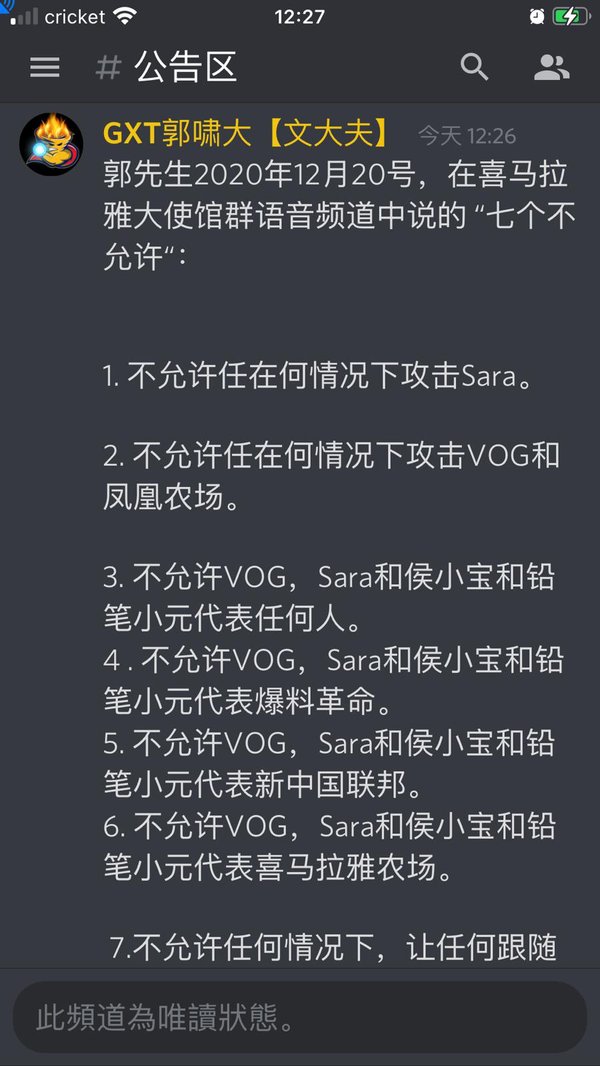 cricket 12:27
# 公告区
GXT郭啸大【文大夫】 今天 12:26
郭先生2020年12月20号，在喜马拉
雅大使馆群语音频道中说的 “七个不
允许“：
1. 不允许任在何情况下攻击Sara。
2. 不允许任在何情况下攻击VOG和
凤凰农场。
3. 不允许VOG，Sara和侯小宝和铅
笔小元代表任何人。
4 . 不允许VOG，Sara和侯小宝和铅
笔小元代表爆料革命。
5. 不允许VOG，Sara和侯小宝和铅
笔小元代表新中国联邦。
6. 不允许VOG，Sara和侯小宝和铅
笔小元代表喜马拉雅农场。
7.不允许任何情况下，让任何跟随
此頻道為唯讀狀態。